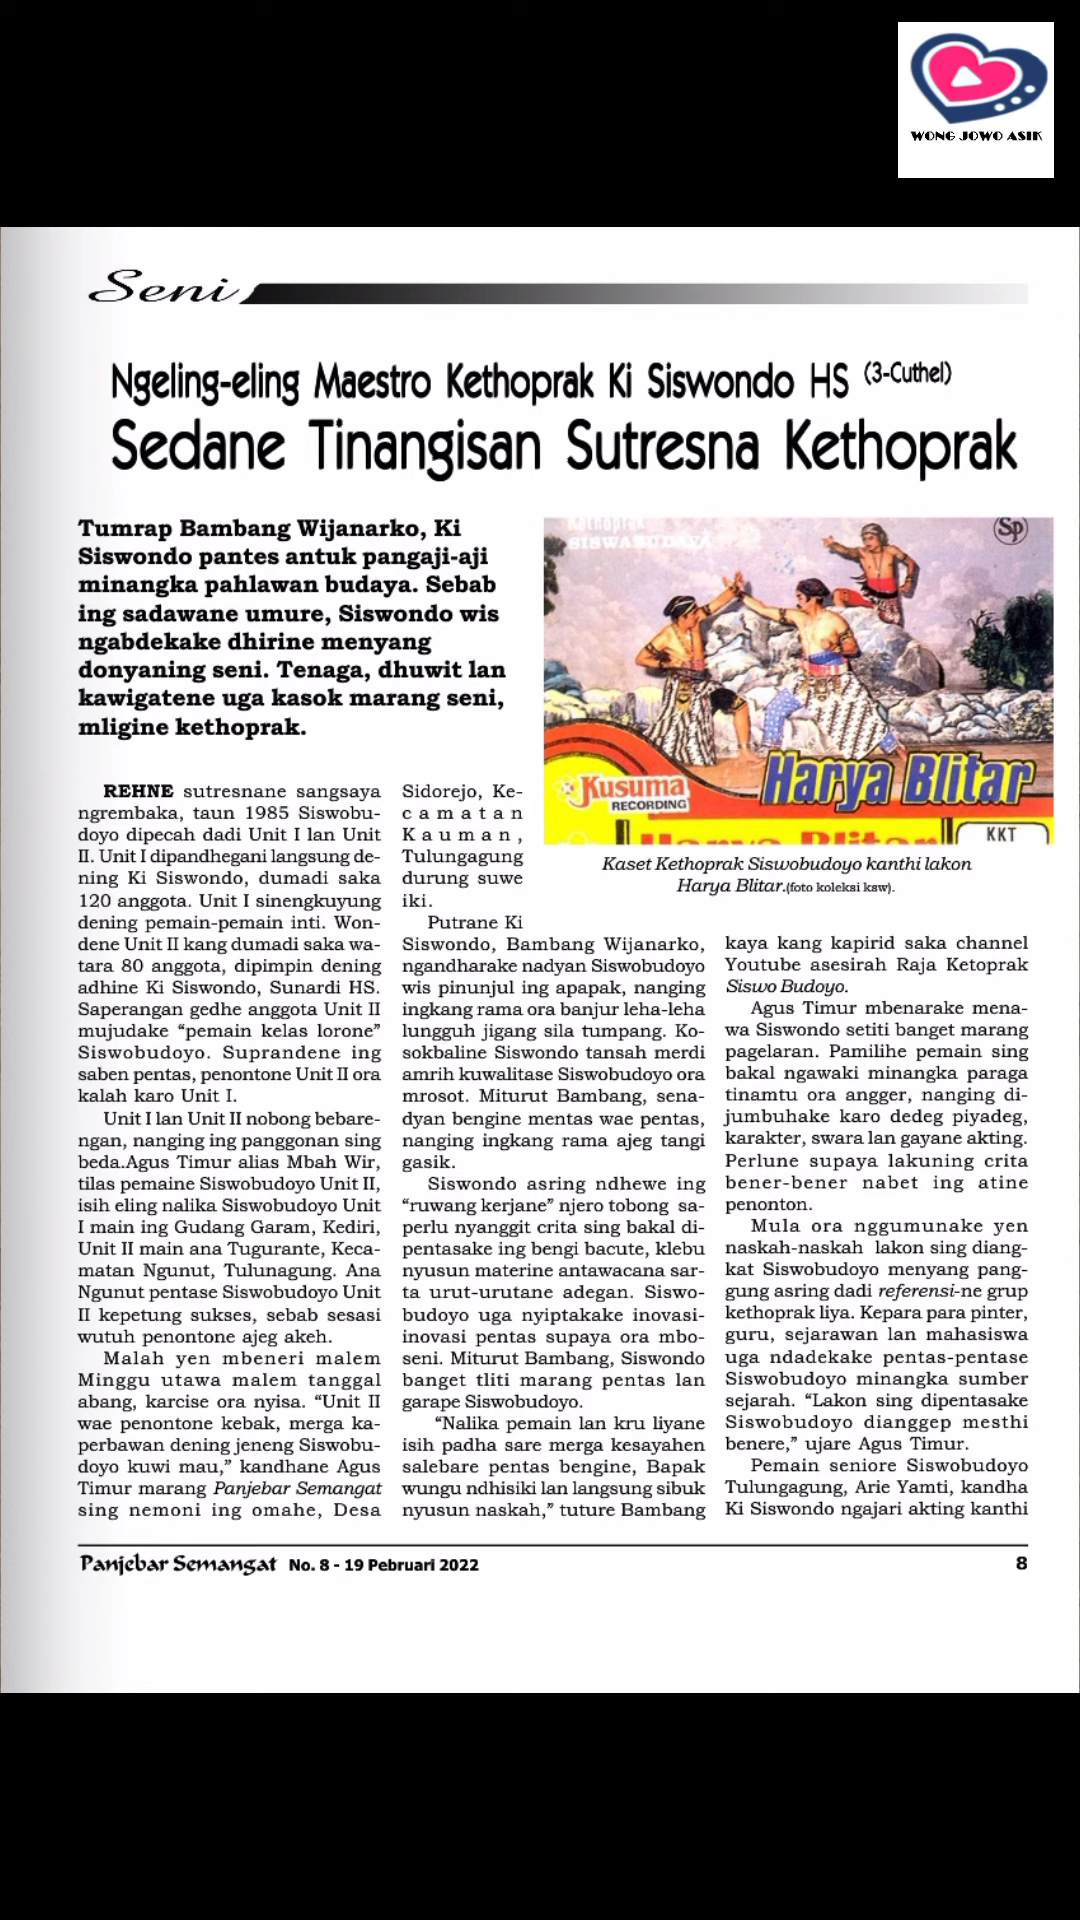 WONG JOWO ASIK
Seni
Ngeling-eling Maestro Kethoprak Ki Siswondo HS (3-Cuthel)
Sedane Tinangisan Sutresna Kethoprak
Tumrap Bambang Wijanarko, Ki
Siswondo pantes antuk pangaji-aji
minangka pahlawan budaya. Sebab
ing sadawane umure, Siswondo wis
ngabdekake dhirine menyang
donyaning seni. Tenaga, dhuwit lan
kawigatene uga kasok marang seni,
mligine kethoprak.
Kethoprak
SISWABUDAYA
Sp
Kusuma
RECORDING
Harya Blitar
Harya Blitar
KKT
Kaset Kethoprak Siswobudoyo kanthi lakon
Harya Blitar.(foto koleksi ksw).
REHNE sutresnane sangsaya
ngrembaka, taun 1985 Siswobu-
doyo dipecah dadi Unit I lan Unit
II. Unit I dipandhegani langsung de-
ning Ki Siswondo, dumadi saka
120 anggota. Unit I sinengkuyung
dening pemain-pemain inti. Won-
dene Unit II kang dumadi saka wa-
tara 80 anggota, dipimpin dening
adhine Ki Siswondo, Sunardi HS.
Saperangan gedhe anggota Unit II
mujudake “pemain kelas lorone”
Siswobudoyo. Suprandene ing
saben pentas, penontone Unit II ora
kalah karo Unit I.
Unit I lan Unit II nobong bebare-
ngan, nanging ing panggonan sing
beda.Agus Timur alias Mbah Wir,
tilas pemaine Siswobudoyo Unit II,
isih eling nalika Siswobudoyo Unit
I main ing Gudang Garam, Kediri,
Unit II main ana Tugurante, Keca-
matan Ngunut, Tulunagung. Ana
Ngunut pentase Siswobudoyo Unit
II kepetung sukses, sebab sesasi
wutuh penontone ajeg akeh.
Malah yen mbeneri malem
Minggu utawa malem tanggal
abang, karcise ora nyisa. “Unit II
wae penontone kebak, merga ka-
perbawan dening jeneng Siswobu-
doyo kuwi mau,” kandhane Agus
Timur marang Panjebar Semangat
sing nemoni ing omahe, Desa
Sidorejo, Ke-
camatan
Kauman,
Tulungagung
durung suwe
iki.
Putrane Ki
Siswondo, Bambang Wijanarko,
ngandharake nadyan Siswobudoyo
wis pinunjul ing apapak, nanging
ingkang rama ora banjur leha-leha
lungguh jigang sila tumpang. Ko-
sokbaline Siswondo tansah merdi
amrih kuwalitase Siswobudoyo ora
mrosot. Miturut Bambang, sena-
dyan bengine mentas wae pentas,
nanging ingkang rama ajeg tangi
gasik.
Siswondo asring ndhewe ing
“ruwang kerjane” njero tobong sa-
perlu nyanggit crita sing bakal di-
pentasake ing bengi bacute, klebu
nyusun materine antawacana sar-
ta urut-urutane adegan. Siswo-
budoyo uga nyiptakake inovasi-
inovasi pentas supaya ora mbo-
seni. Miturut Bambang, Siswondo
banget tliti marang pentas lan
garape Siswobudoyo.
“Nalika pemain lan kru liyane
isih padha sare merga kesayahen
salebare pentas bengine, Bapak
wungu ndhisiki lan langsung sibuk
nyusun naskah,” tuture Bambang
kaya kang kapirid saka channel
Youtube asesirah Raja Ketoprak
Siswo Budoyo.
Agus Timur mbenarake mena-
wa Siswondo setiti banget marang
pagelaran. Pamilihe pemain sing
bakal ngawaki minangka paraga
tinamtu ora angger, nanging di-
jumbuhake karo dedeg piyadeg,
karakter, swara lan gayane akting.
Perlune supaya lakuning crita
bener-bener nabet ing atine
penonton.
Mula ora nggumunake yen
naskah-naskah lakon sing diang-
kat Siswobudoyo menyang pang-
gung asring dadi referensi-ne grup
kethoprak liya. Kepara para pinter,
guru, sejarawan lan mahasiswa
uga ndadekake pentas-pentase
Siswobudoyo minangka sumber
sejarah. “Lakon sing dipentasake
Siswobudoyo dianggep mesthi
benere,” ujare Agus Timur.
Pemain seniore Siswobudoyo
Tulungagung, Arie Yamti, kandha
Ki Siswondo ngajari akting kanthi
Panjebar Semangat No. 8 - 19 Pebruari 2022
8